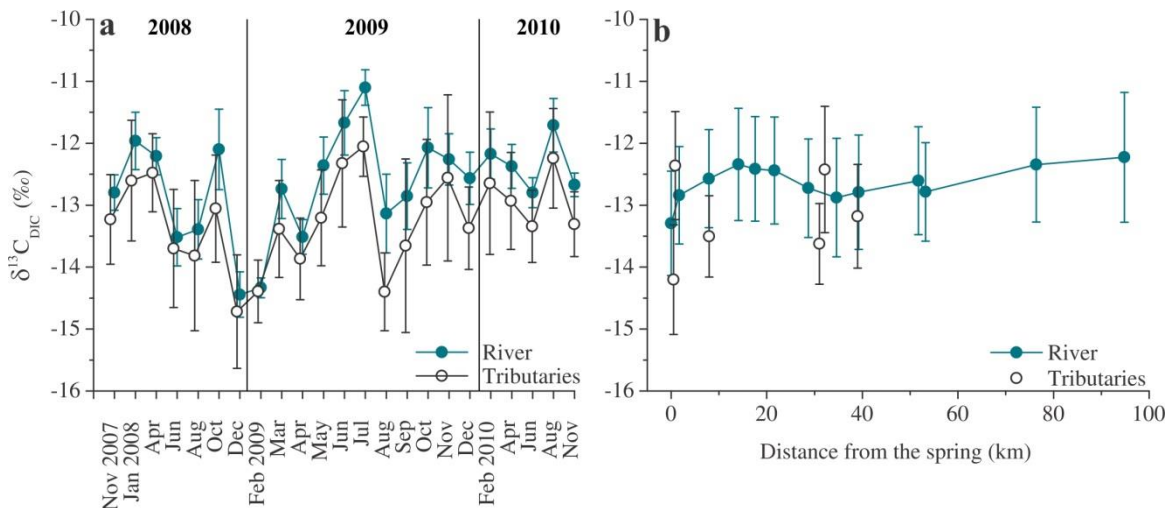 a
2008
2009
2010
-10
-11
-12
-13
-14
-15
-16
δ¹³C_DIC (‰)
River
Tributaries
Nov 2007
Jan 2008
Apr
Jun
Aug
Oct
Dec
Feb 2009
Mar
Apr
May
Jun
Jul
Aug
Sep
Oct
Nov
Dec
Feb 2010
Apr
Jun
Aug
Nov
b
-10
-11
-12
-13
-14
-15
-16
River
Tributaries
0
20
40
60
80
100
Distance from the spring (km)